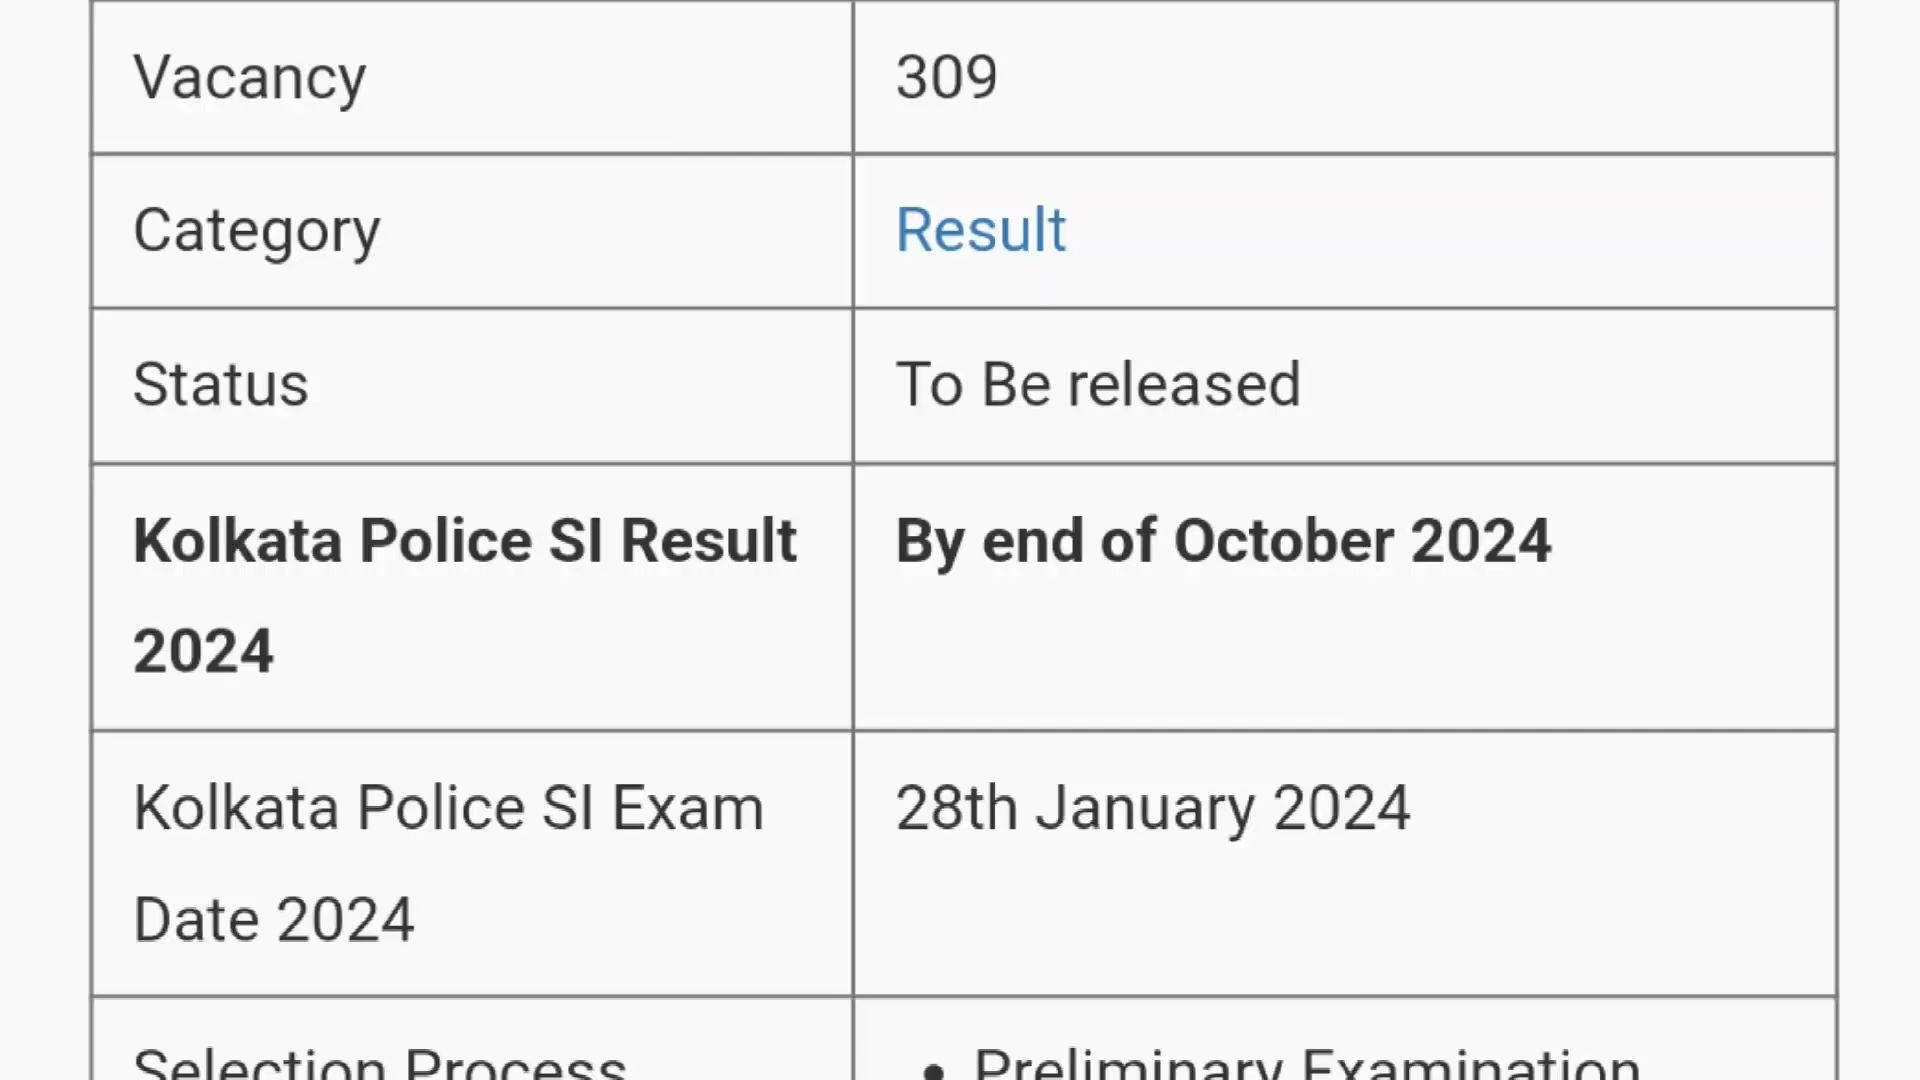 Vacancy 309
Category Result
Status To Be released
Kolkata Police SI Result By end of October 2024
2024
Kolkata Police SI Exam 28th January 2024
Date 2024
Selection Process • Preliminary Examination